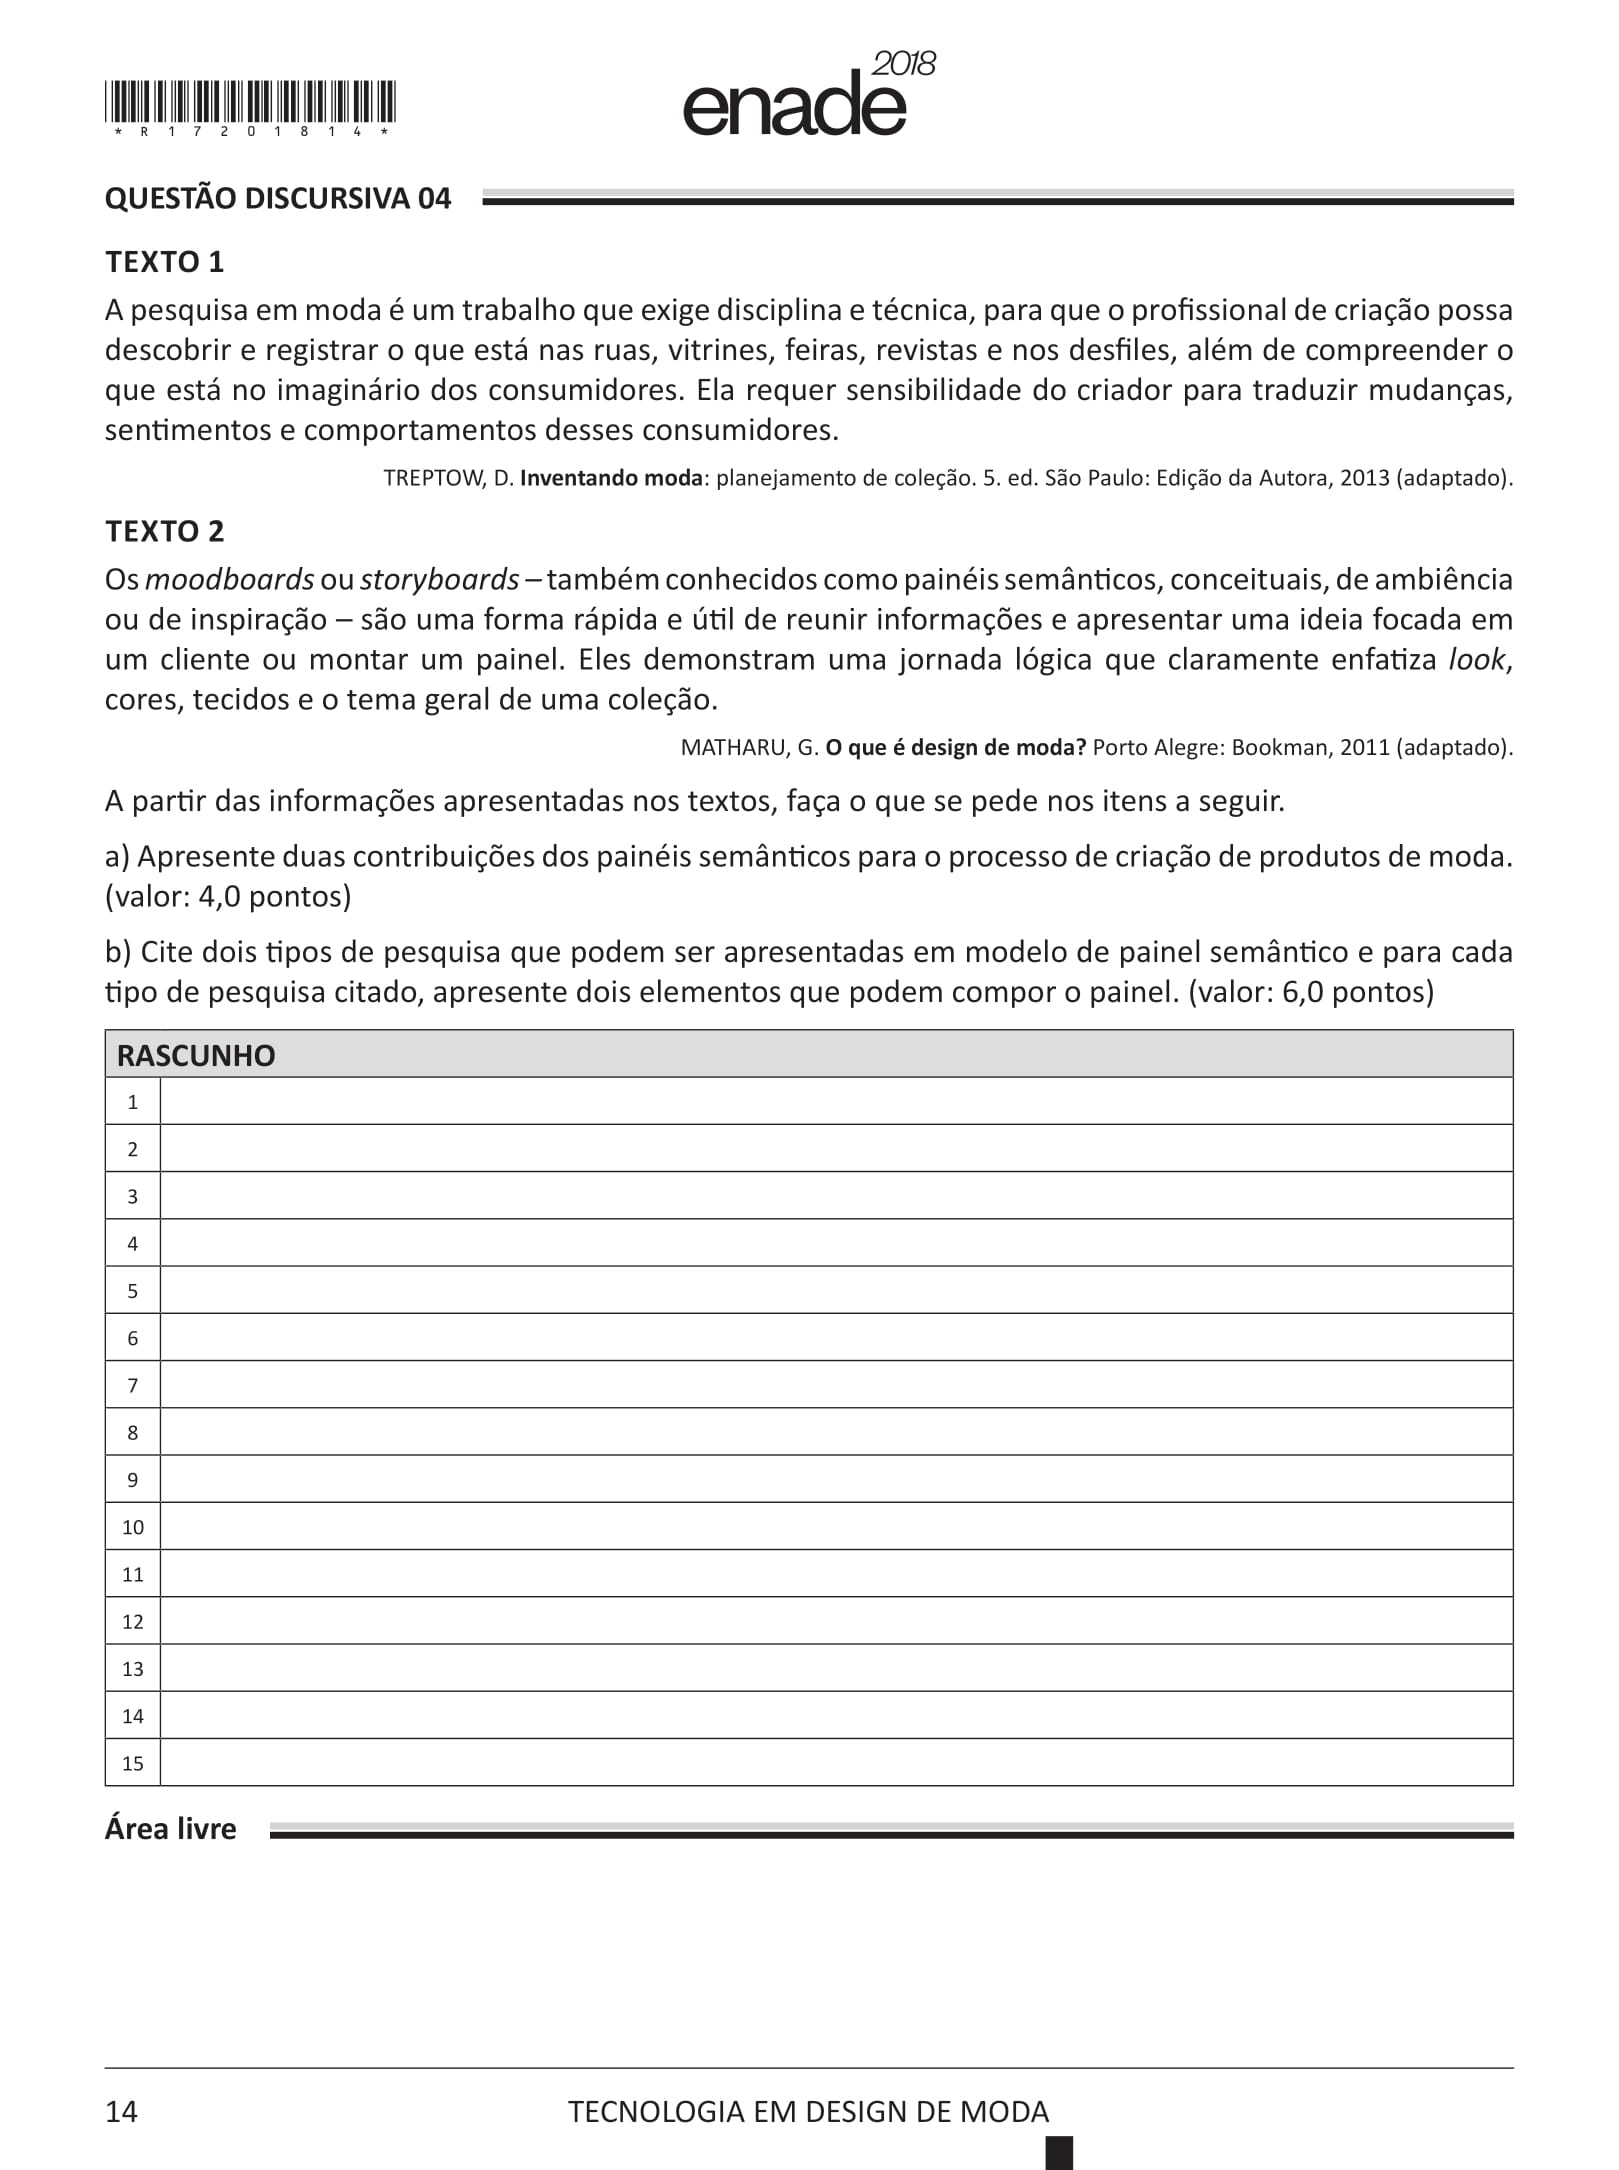 2018
enade
*R17201814*
QUESTÃO DISCURSIVA 04
TEXTO 1
A pesquisa em moda é um trabalho que exige disciplina e técnica, para que o profissional de criação possa
descobrir e registrar o que está nas ruas, vitrines, feiras, revistas e nos desfiles, além de compreender o
que está no imaginário dos consumidores. Ela requer sensibilidade do criador para traduzir mudanças,
sentimentos e comportamentos desses consumidores.
TREPTOW, D. Inventando moda: planejamento de coleção. 5. ed. São Paulo: Edição da Autora, 2013 (adaptado).
TEXTO 2
Os moodboards ou storyboards – também conhecidos como painéis semânticos, conceituais, de ambiência
ou de inspiração – são uma forma rápida e útil de reunir informações e apresentar uma ideia focada em
um cliente ou montar um painel. Eles demonstram uma jornada lógica que claramente enfatiza look,
cores, tecidos e o tema geral de uma coleção.
MATHARU, G. O que é design de moda? Porto Alegre: Bookman, 2011 (adaptado).
A partir das informações apresentadas nos textos, faça o que se pede nos itens a seguir.
a) Apresente duas contribuições dos painéis semânticos para o processo de criação de produtos de moda.
(valor: 4,0 pontos)
b) Cite dois tipos de pesquisa que podem ser apresentadas em modelo de painel semântico e para cada
tipo de pesquisa citado, apresente dois elementos que podem compor o painel. (valor: 6,0 pontos)
RASCUNHO
1
2
3
4
5
6
7
8
9
10
11
12
13
14
15
Área livre
14
TECNOLOGIA EM DESIGN DE MODA